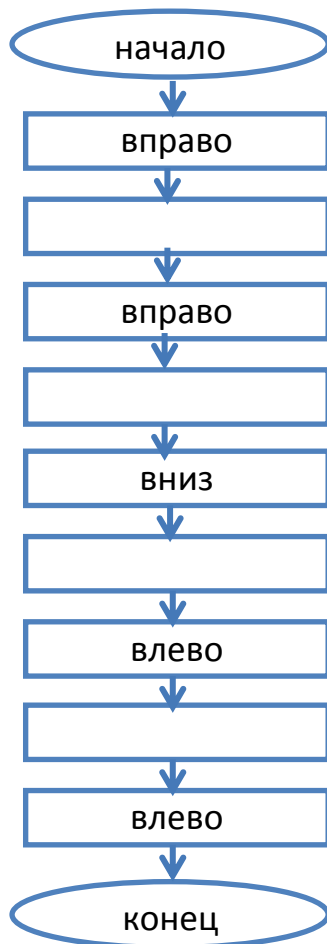 начало
вправо
вправо
вниз
влево
влево
конец